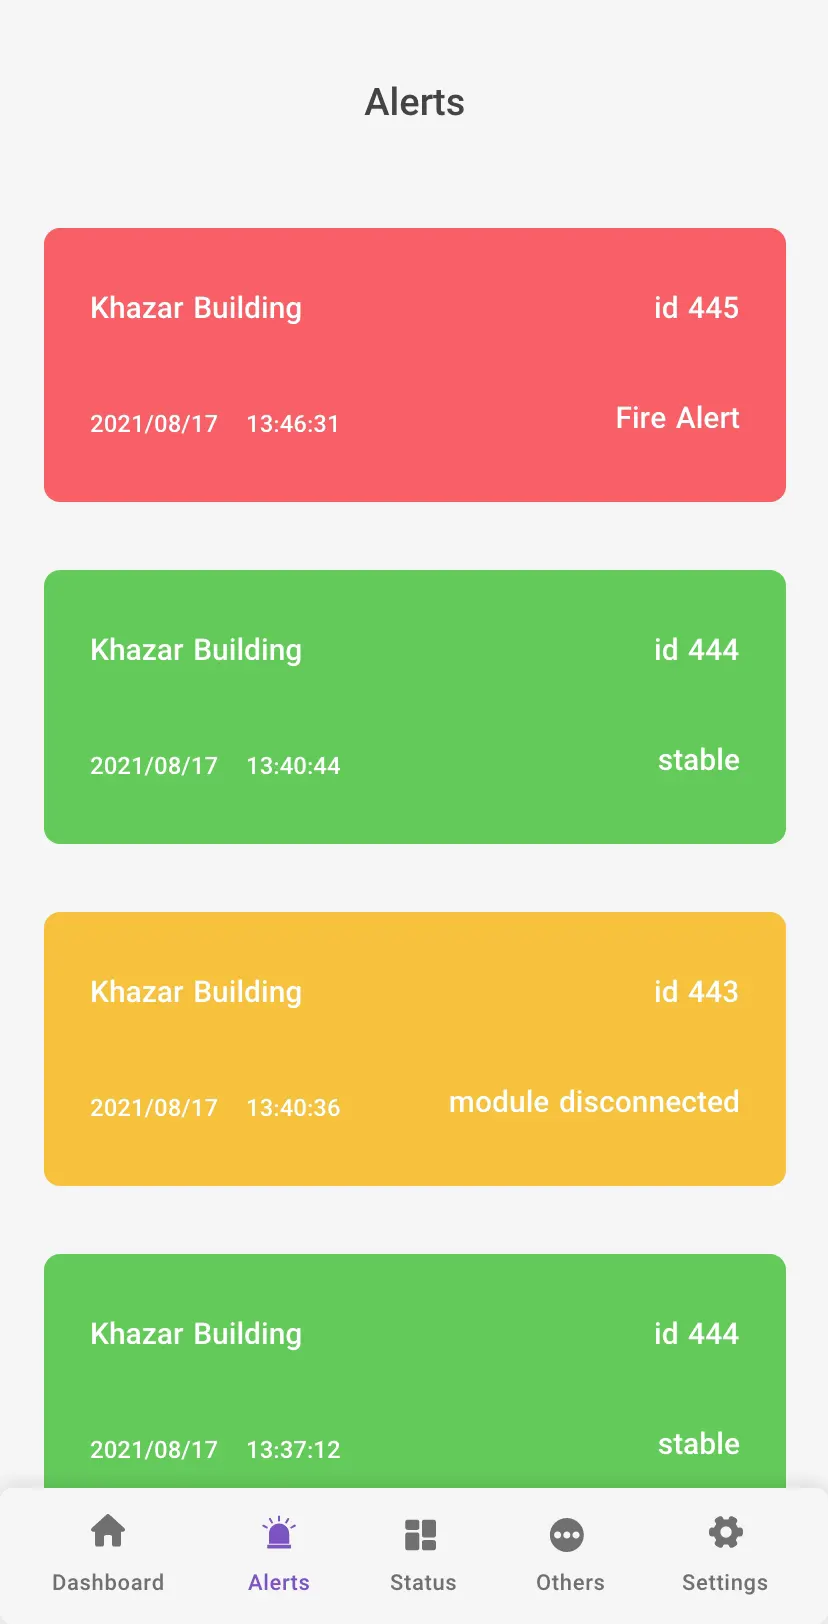 Alerts
Khazar Building id 445
2021/08/17 13:46:31 Fire Alert
Khazar Building id 444
2021/08/17 13:40:44 stable
Khazar Building id 443
2021/08/17 13:40:36 module disconnected
Khazar Building id 444
2021/08/17 13:37:12 stable
Dashboard Alerts Status Others Settings